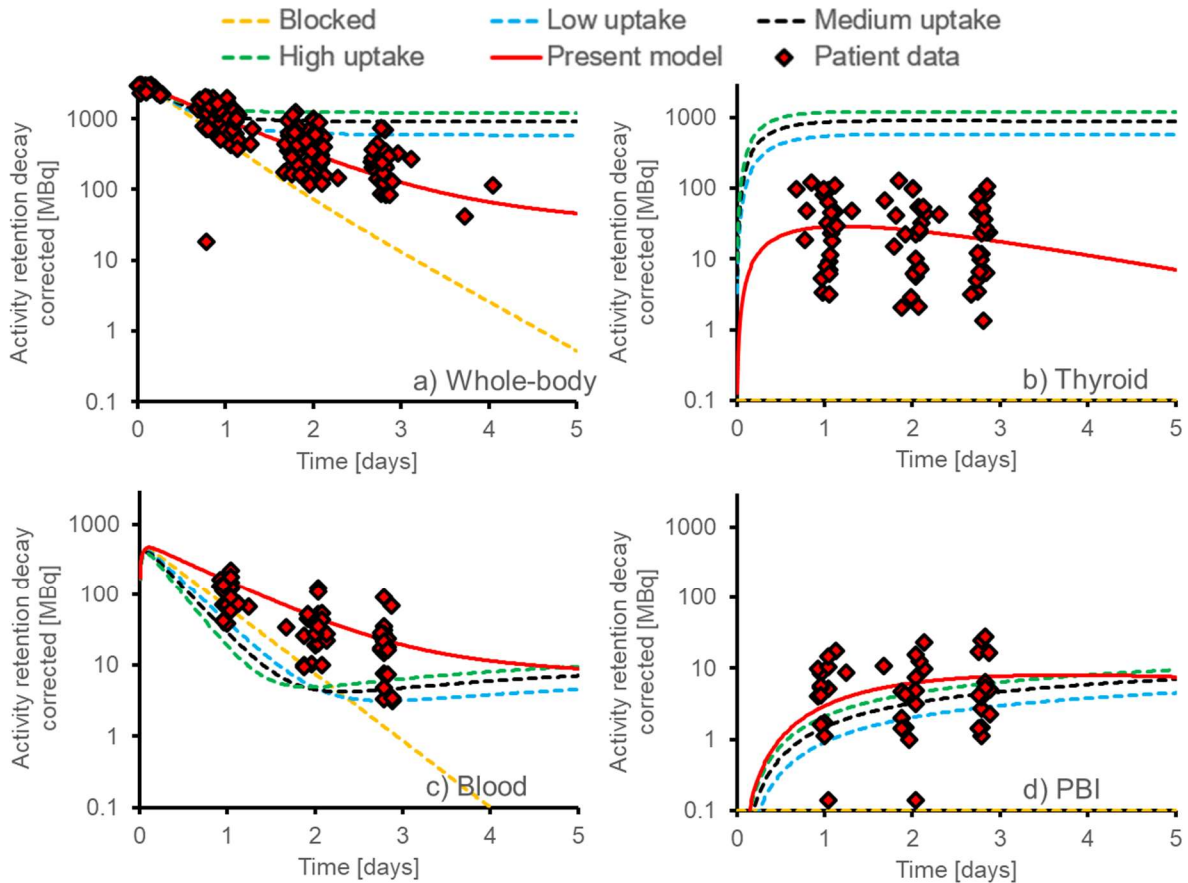 Blocked Low uptake Medium uptake
High uptake Present model Patient data
Activity retention decay
corrected [MBq]
1000
100
10
1
0.1
0 1 2 3 4 5
Time [days]
a) Whole-body
Activity retention decay
corrected [MBq]
1000
100
10
1
0.1
0 1 2 3 4 5
Time [days]
b) Thyroid
Activity retention decay
corrected [MBq]
1000
100
10
1
0.1
0 1 2 3 4 5
Time [days]
c) Blood
Activity retention decay
corrected [MBq]
1000
100
10
1
0.1
0 1 2 3 4 5
Time [days]
d) PBI